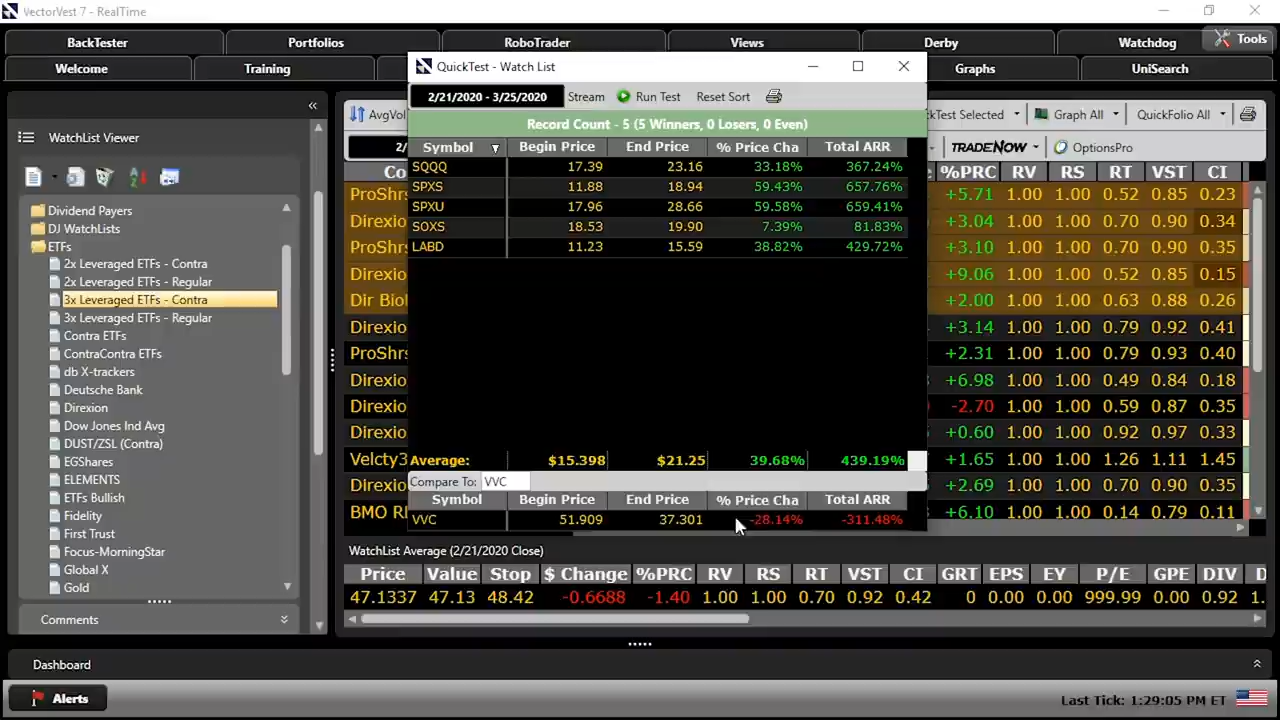 VectorVest 7 - RealTime
BackTester Portfolios RoboTrader Views Derby Watchdog Tools
Welcome Training Graphs UniSearch
QuickTest - Watch List
2/21/2020 - 3/25/2020 Stream Run Test Reset Sort
Record Count - 5 (5 Winners, 0 Losers, 0 Even)
Symbol Begin Price End Price % Price Cha Total ARR
SQQQ 17.39 23.16 33.18% 367.24%
SPXS 11.88 18.94 59.43% 657.76%
SPXU 17.96 28.66 59.58% 659.41%
SOXS 18.53 19.90 7.39% 81.83%
LABD 11.23 15.59 38.82% 429.72%
Average: $15.398 $21.25 39.68% 439.19%
Compare To: VVC
Symbol Begin Price End Price % Price Cha Total ARR
VVC 51.909 37.301 -28.14% -311.48%
WatchList Viewer
Dividend Payers
DJ WatchLists
ETFs
2x Leveraged ETFs - Contra
2x Leveraged ETFs - Regular
3x Leveraged ETFs - Contra
3x Leveraged ETFs - Regular
Contra ETFs
ContraContra ETFs
db X-trackers
Deutsche Bank
Direxion
Dow Jones Ind Avg
DUST/ZSL (Contra)
EGShares
ELEMENTS
ETFs Bullish
Fidelity
First Trust
Focus-MorningStar
Global X
Gold
Comments
AvgVol kTest Selected Graph All QuickFolio All
2/ TRADENOW OptionsPro
Co %PRC RV RS RT VST CI
ProShrs +5.71 1.00 1.00 0.52 0.85 0.23
Direxio +3.04 1.00 1.00 0.70 0.90 0.34
ProShrs +3.10 1.00 1.00 0.70 0.90 0.35
Direxio +9.06 1.00 1.00 0.52 0.85 0.15
Dir Biol +2.00 1.00 1.00 0.63 0.88 0.26
Direxio +3.14 1.00 1.00 0.79 0.92 0.41
ProShrs +2.31 1.00 1.00 0.79 0.93 0.40
Direxio +6.98 1.00 1.00 0.49 0.84 0.18
Direxio -2.70 1.00 1.00 0.59 0.87 0.35
Direxio +0.60 1.00 1.00 0.92 0.97 0.33
Velcty3 +1.65 1.00 1.00 1.26 1.11 1.45
Direxio +2.69 1.00 1.00 0.70 0.91 0.35
BMO RE +6.10 1.00 1.00 0.14 0.79 0.11
WatchList Average (2/21/2020 Close)
Price Value Stop $ Change %PRC RV RS RT VST CI GRT EPS EY P/E GPE DIV D
47.1337 47.13 48.42 -0.6688 -1.40 1.00 1.00 0.70 0.92 0.42 0 0.00 0.00 999.99 0.00 0.92 1.
Dashboard
Alerts Last Tick: 1:29:05 PM ET